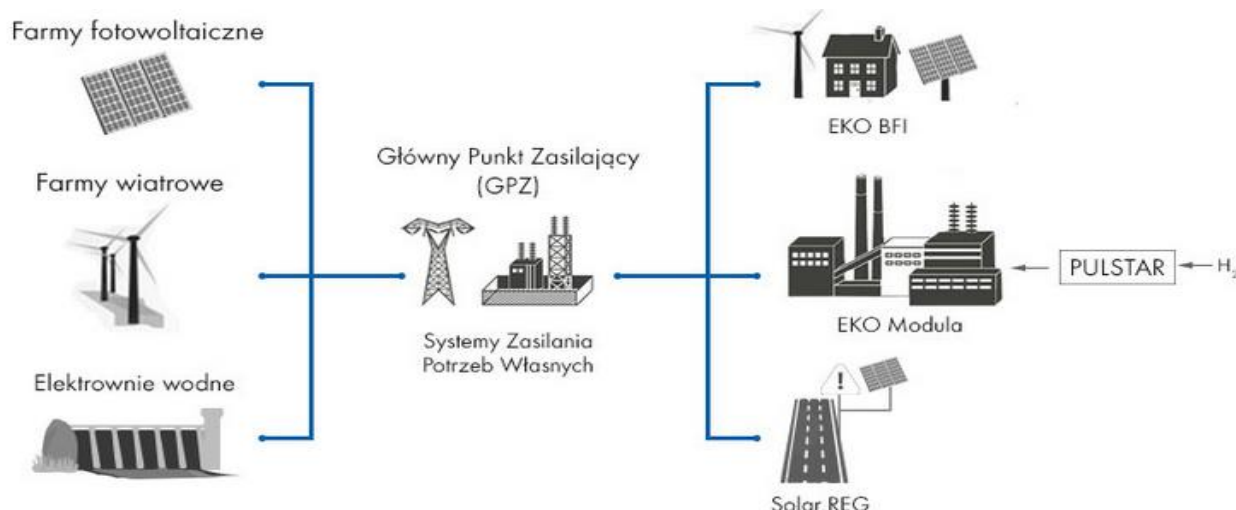 Farmy fotowoltaiczne
Farmy wiatrowe
Elektrownie wodne
Główny Punkt Zasilający
(GPZ)
Systemy Zasilania
Potrzeb Własnych
EKO BFI
EKO Modula
PULSTAR
H2
!
Solar REG